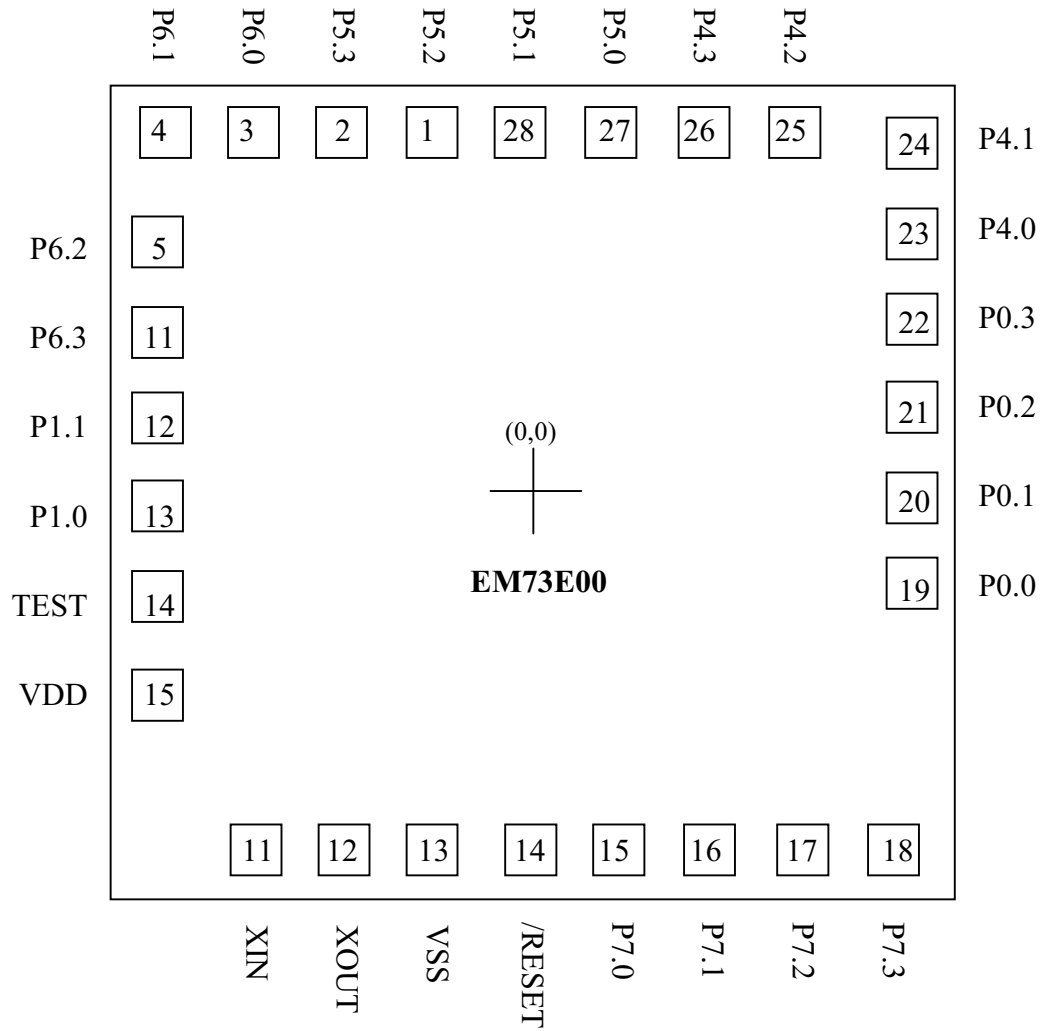 P6.1 P6.0 P5.3 P5.2 P5.1 P5.0 P4.3 P4.2
4 3 2 1 28 27 26 25 24 P4.1
P6.2 5 23 P4.0
P6.3 11 22 P0.3
P1.1 12 21 P0.2
(0,0)
P1.0 13 20 P0.1
EM73E00
TEST 14 19 P0.0
VDD 15
11 12 13 14 15 16 17 18
XIN XOUT VSS /RESET P7.0 P7.1 P7.2 P7.3